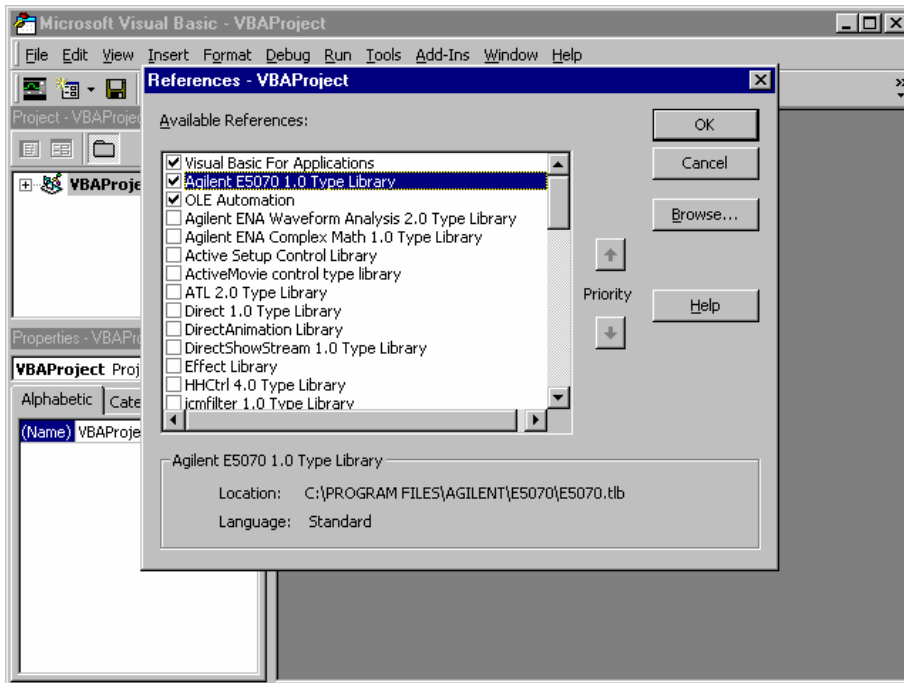 Microsoft Visual Basic - VBAProject
File Edit View Insert Format Debug Run Tools Add-Ins Window Help
References - VBAProject
Project - VBAProjec
Available References:
OK
Visual Basic For Applications
Cancel
VBAProje
Agilent E5070 1.0 Type Library
OLE Automation
Agilent ENA Waveform Analysis 2.0 Type Library
Browse...
Agilent ENA Complex Math 1.0 Type Library
Active Setup Control Library
ActiveMovie control type library
ATL 2.0 Type Library
Priority
Direct 1.0 Type Library
Help
DirectAnimation Library
Properties - VBAPro
DirectShowStream 1.0 Type Library
Effect Library
VBAProject Proj
HHCtrl 4.0 Type Library
Alphabetic Cate
jcmfilter 1.0 Type Library
(Name) VBAProje
Agilent E5070 1.0 Type Library
Location: C:\PROGRAM FILES\AGILENT\E5070\E5070.tlb
Language: Standard